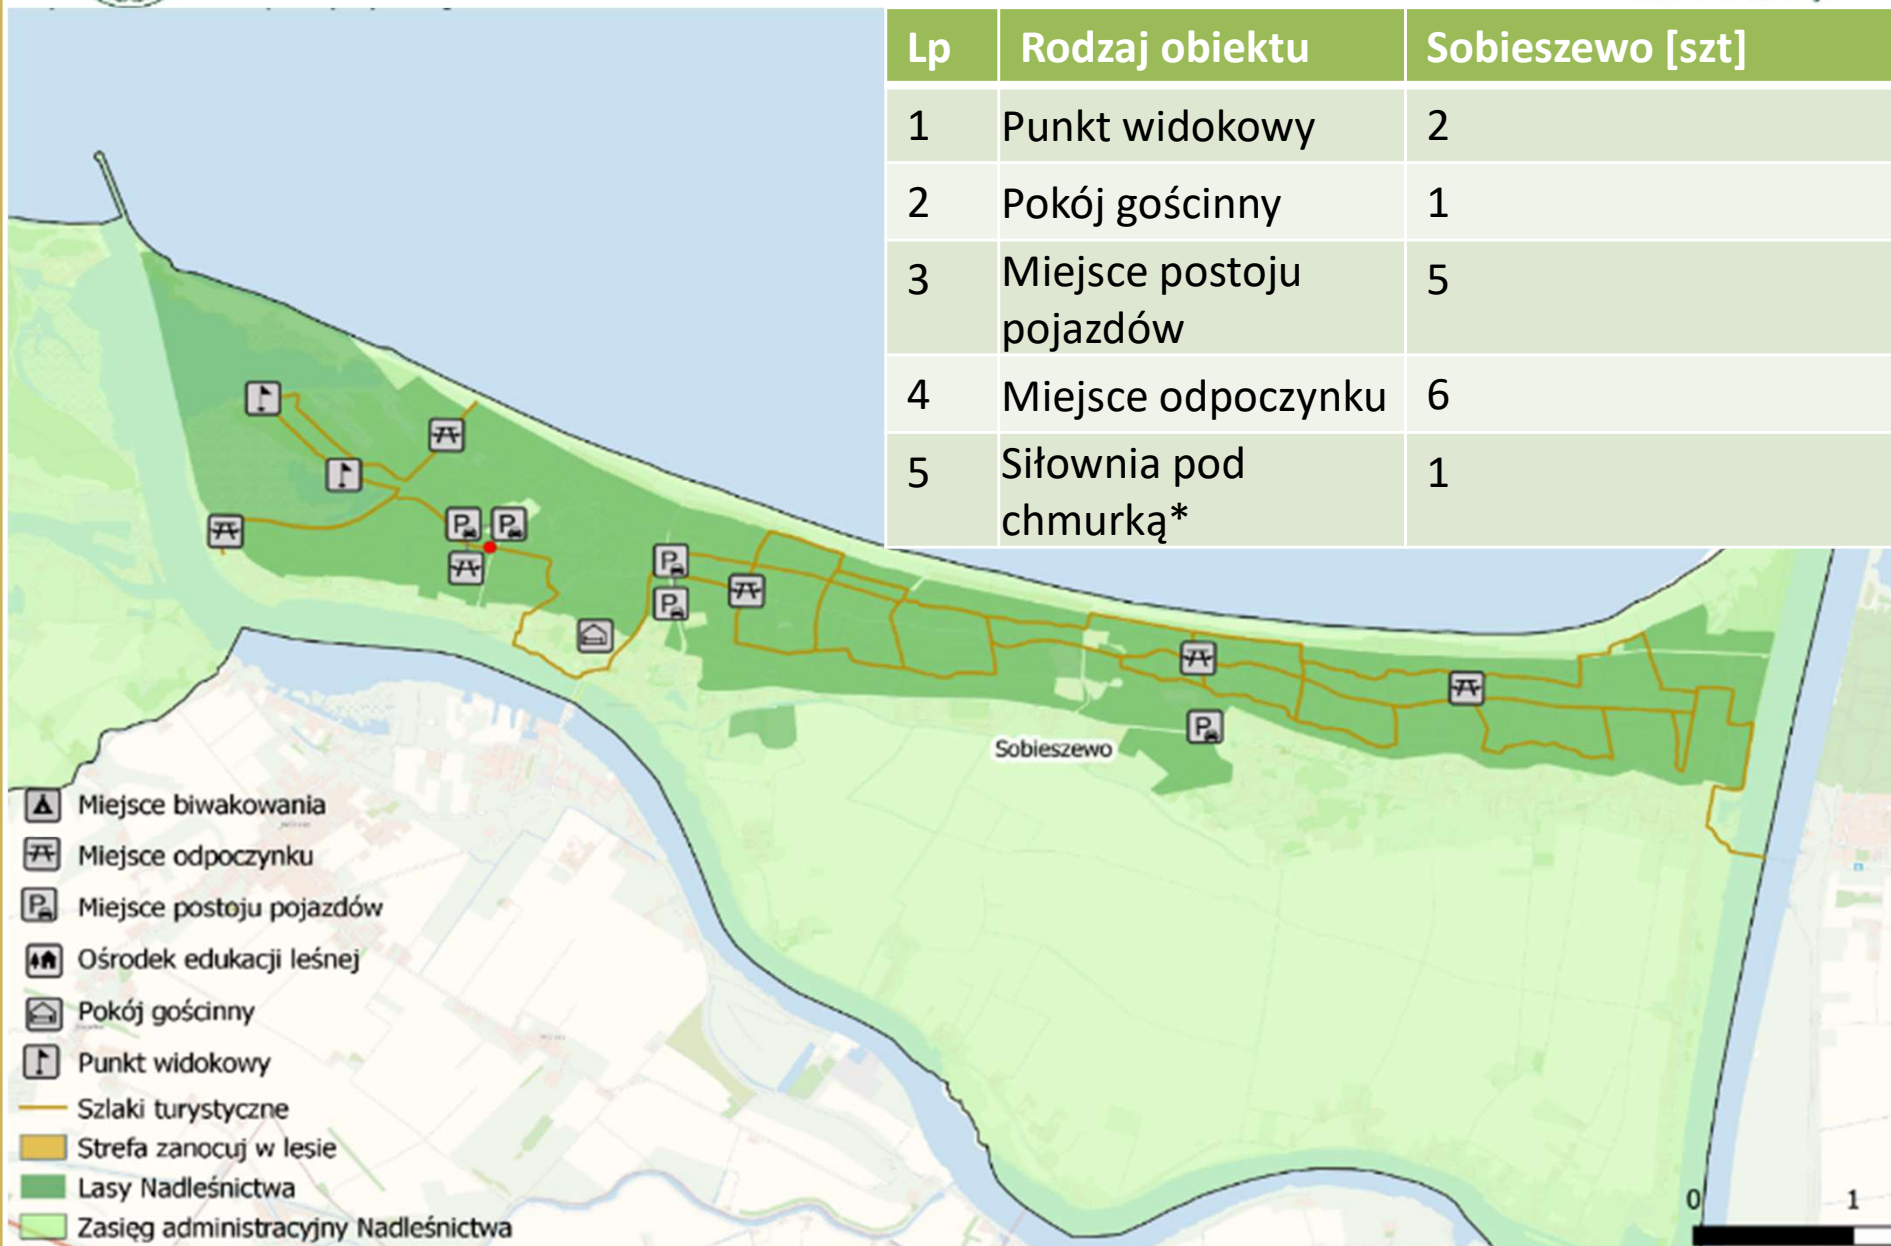 Lp Rodzaj obiektu Sobieszewo [szt]
1 Punkt widokowy 2
2 Pokój gościnny 1
3 Miejsce postoju pojazdów 5
4 Miejsce odpoczynku 6
5 Siłownia pod chmurką* 1
Sobieszewo
Miejsce biwakowania
Miejsce odpoczynku
Miejsce postoju pojazdów
Ośrodek edukacji leśnej
Pokój gościnny
Punkt widokowy
Szlaki turystyczne
Strefa zanocuj w lesie
Lasy Nadleśnictwa
Zasięg administracyjny Nadleśnictwa
0 1